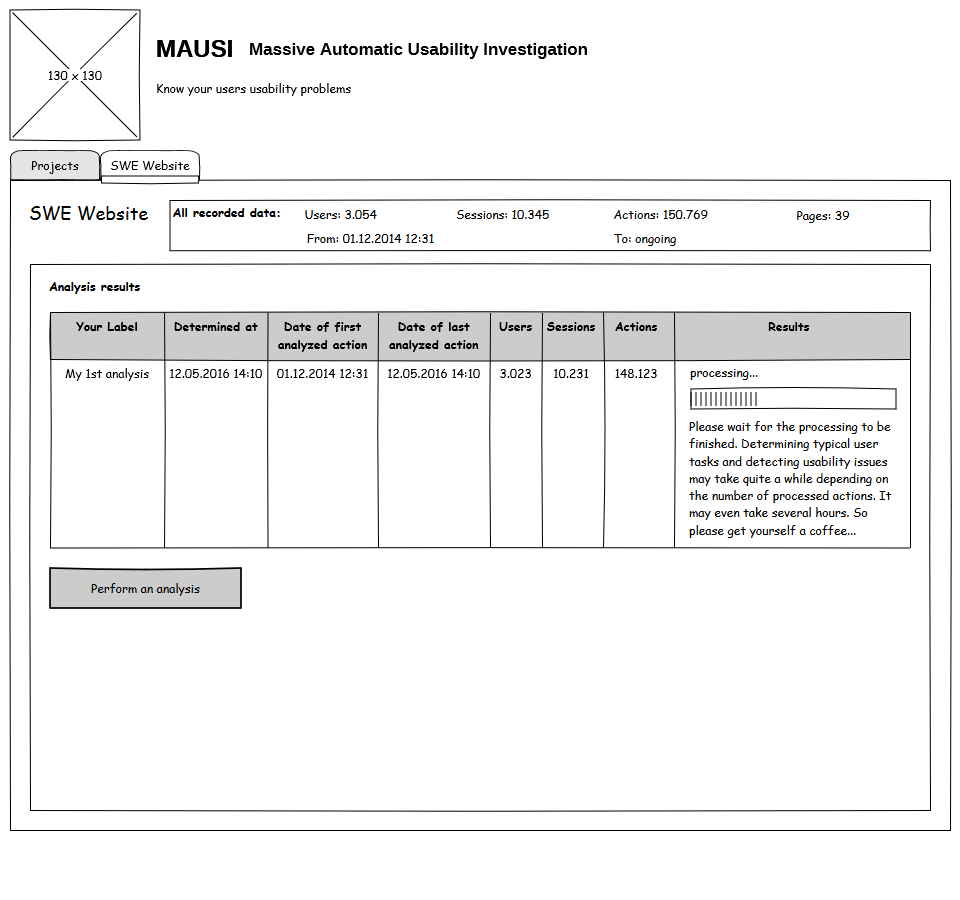 130 x 130
MAUSI Massive Automatic Usability Investigation
Know your users usability problems
Projects
SWE Website
SWE Website
All recorded data:
Users: 3.054
Sessions: 10.345
Actions: 150.769
Pages: 39
From: 01.12.2014 12:31
To: ongoing
Analysis results
Your Label
Determined at
Date of first
analyzed action
Date of last
analyzed action
Users
Sessions
Actions
Results
My 1st analysis
12.05.2016 14:10
01.12.2014 12:31
12.05.2016 14:10
3.023
10.231
148.123
processing...
Please wait for the processing to be
finished. Determining typical user
tasks and detecting usability issues
may take quite a while depending on
the number of processed actions. It
may even take several hours. So
please get yourself a coffee...
Perform an analysis